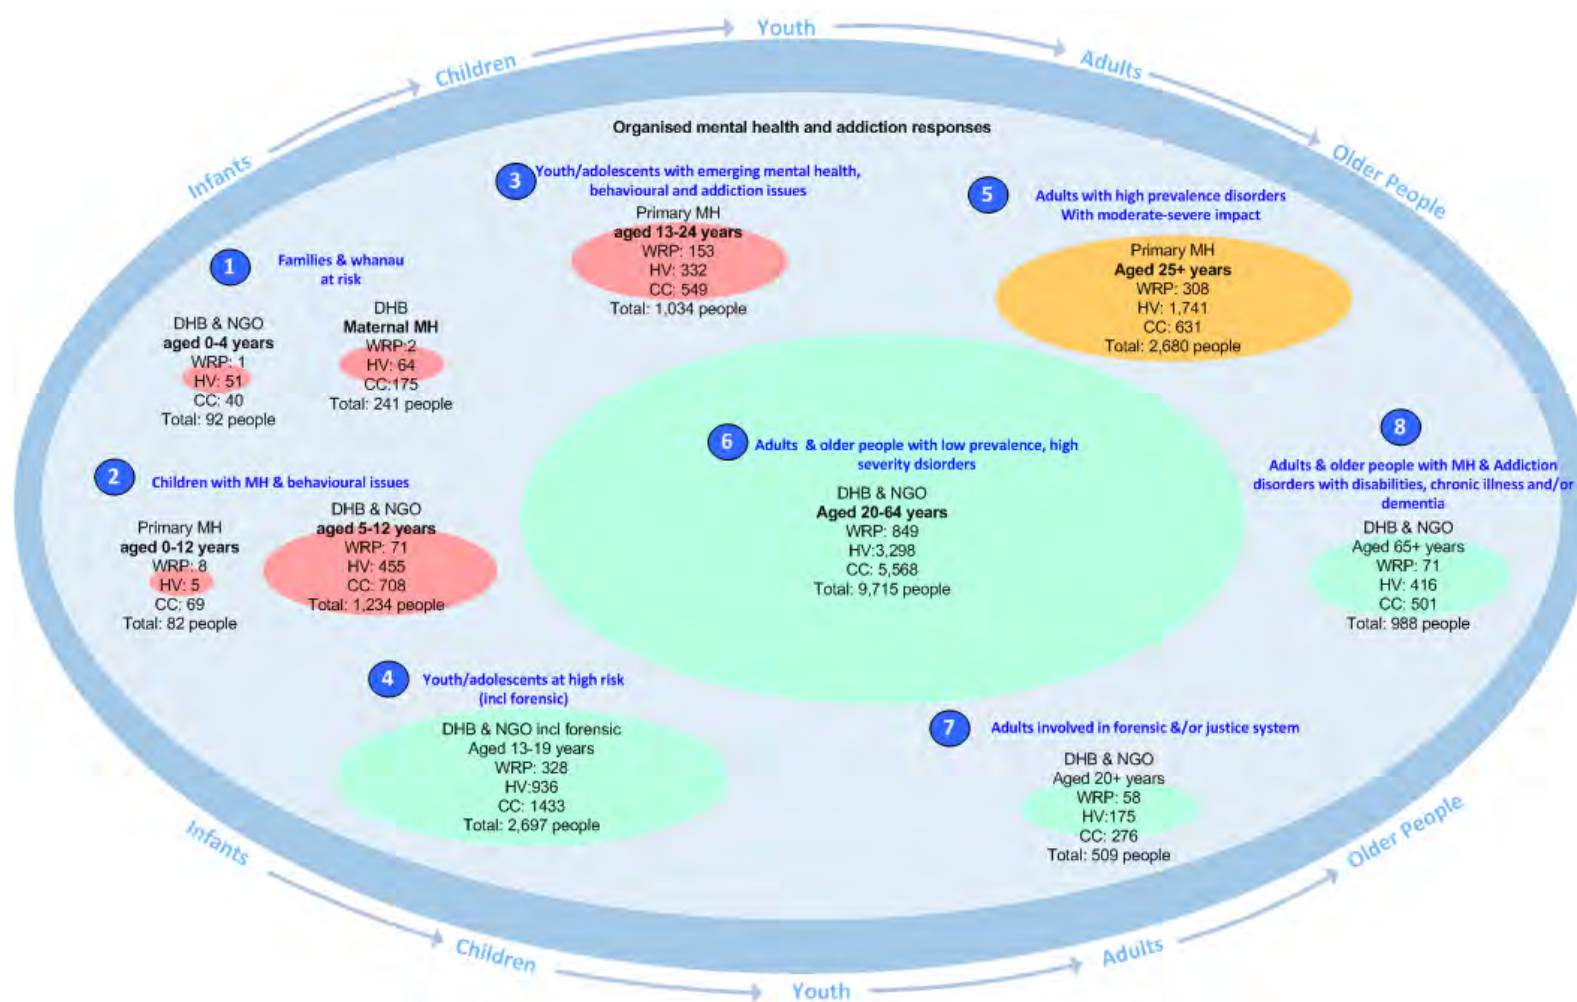 Youth
Children
Adults
Infants
Older People
Organised mental health and addiction responses
3
Youth/adolescents with emerging mental health,
behavioural and addiction issues
Primary MH
aged 13-24 years
WRP: 153
HV: 332
CC: 549
Total: 1,034 people
5
Adults with high prevalence disorders
With moderate-severe impact
Primary MH
Aged 25+ years
WRP: 308
HV: 1,741
CC: 631
Total: 2,680 people
1
Families & whanau
at risk
DHB & NGO
aged 0-4 years
WRP: 1
HV: 51
CC: 40
Total: 92 people
DHB
Maternal MH
WRP:2
HV: 64
CC:175
Total: 241 people
2
Children with MH & behavioural issues
Primary MH
aged 0-12 years
WRP: 8
HV: 5
CC: 69
Total: 82 people
DHB & NGO
aged 5-12 years
WRP: 71
HV: 455
CC: 708
Total: 1,234 people
6
Adults & older people with low prevalence, high
severity dsiorders
DHB & NGO
Aged 20-64 years
WRP: 849
HV:3,298
CC: 5,568
Total: 9,715 people
8
Adults & older people with MH & Addiction
disorders with disabilities, chronic illness and/or
dementia
DHB & NGO
Aged 65+ years
WRP: 71
HV: 416
CC: 501
Total: 988 people
4
Youth/adolescents at high risk
(incl forensic)
DHB & NGO incl forensic
Aged 13-19 years
WRP: 328
HV:936
CC: 1433
Total: 2,697 people
7
Adults involved in forensic &/or justice system
DHB & NGO
Aged 20+ years
WRP: 58
HV:175
CC: 276
Total: 509 people
Infants
Children
Youth
Adults
Older People